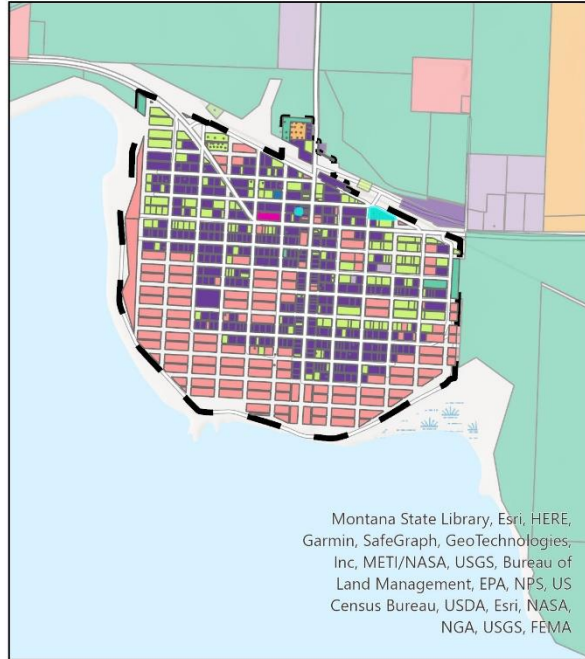 Montana State Library, Esri, HERE,
Garmin, SafeGraph, GeoTechnologies,
Inc, METI/NASA, USGS, Bureau of
Land Management, EPA, NPS, US
Census Bureau, USDA, Esri, NASA,
NGA, USGS, FEMA